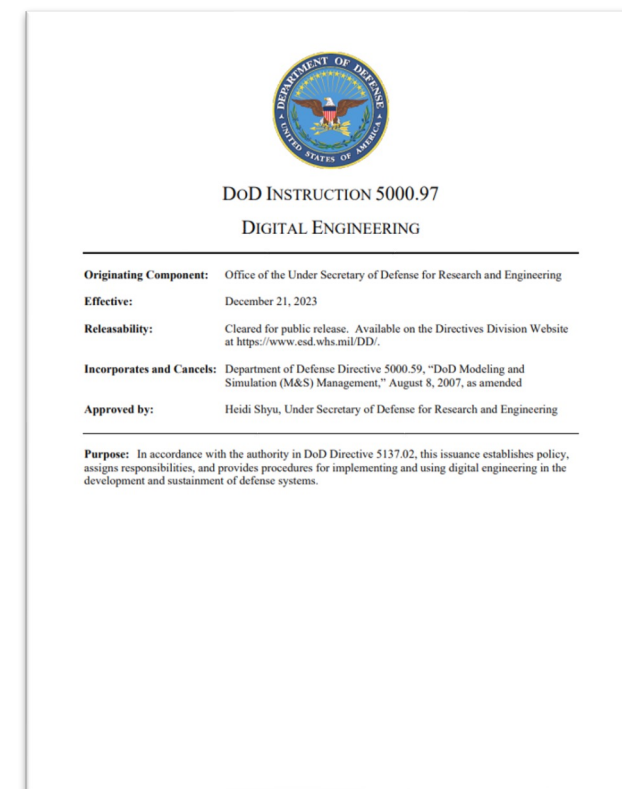 DEPARTMENT OF DEFENSE
UNITED STATES OF AMERICA
DOD INSTRUCTION 5000.97
DIGITAL ENGINEERING
Originating Component: Office of the Under Secretary of Defense for Research and Engineering
Effective: December 21, 2023
Releasability: Cleared for public release. Available on the Directives Division Website
at https://www.esd.whs.mil/DD/.
Incorporates and Cancels: Department of Defense Directive 5000.59, “DoD Modeling and
Simulation (M&S) Management,” August 8, 2007, as amended
Approved by: Heidi Shyu, Under Secretary of Defense for Research and Engineering
Purpose: In accordance with the authority in DoD Directive 5137.02, this issuance establishes policy,
assigns responsibilities, and provides procedures for implementing and using digital engineering in the
development and sustainment of defense systems.